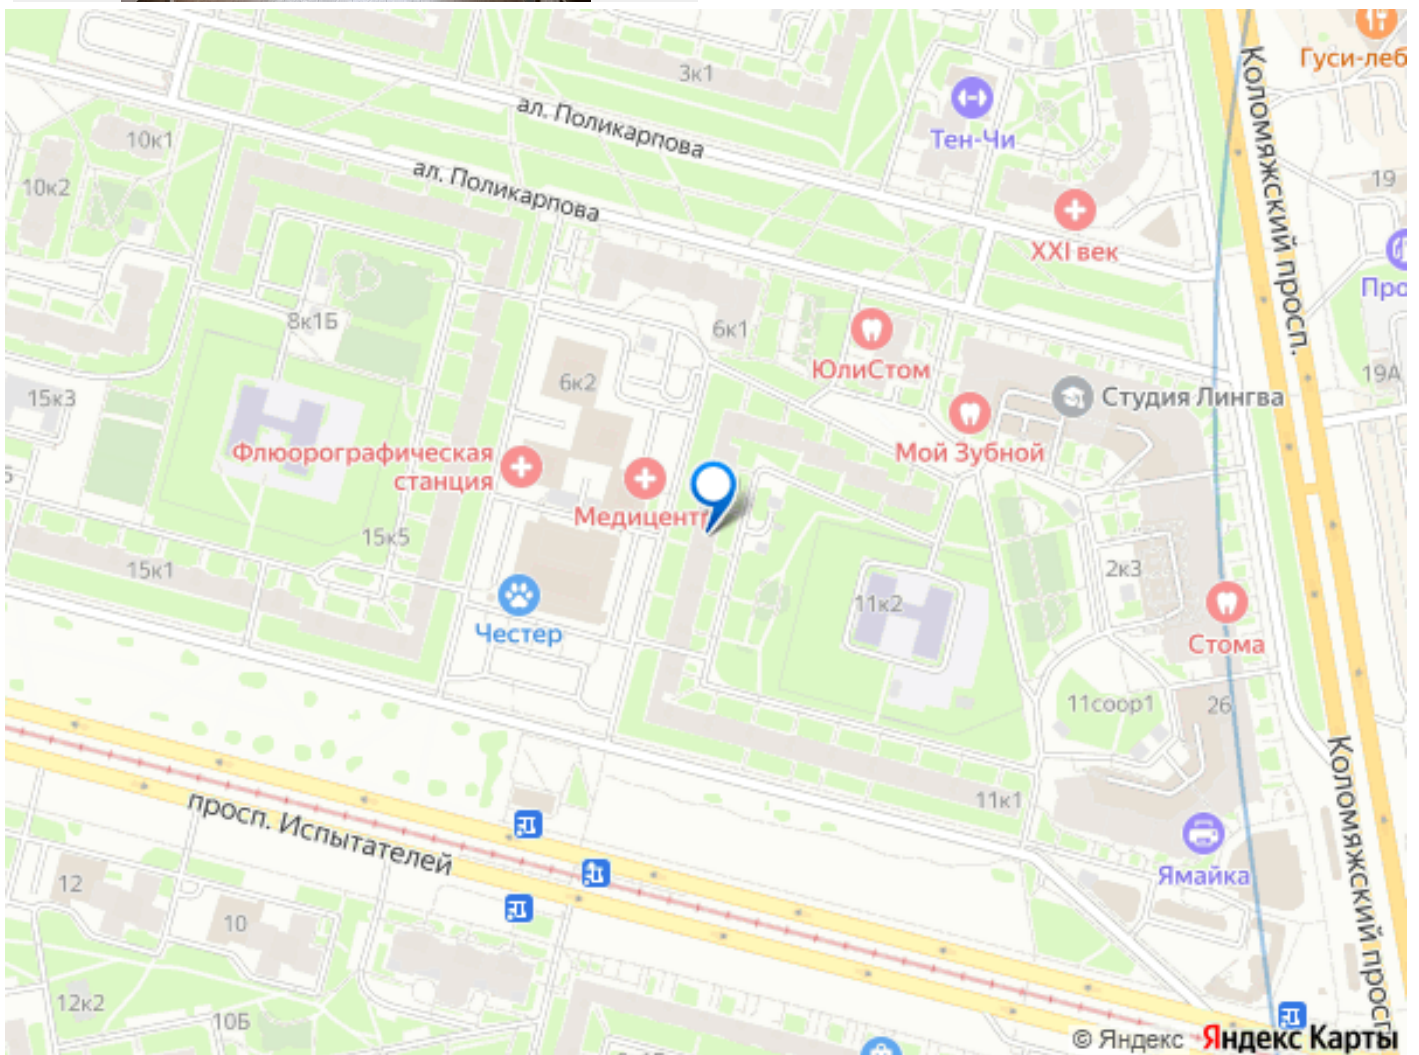 Гуси-леб
3к1
Тен-Чи
ал. Поликарпова
10к1
ал. Поликарпова
10к2
19
Коломяжский просп.
XXI век
Про
8к1Б
6к1
ЮлиСтом
6к2
19А
15к3
Студия Лингва
Мой Зубной
Флюорографическая
станция
Медицент
15к5
15к1
2к3
11к2
Честер
Стома
11соор1
26
11к1
просп. Испытателей
Коломяжский просп
Ямайка
12
10
12к2
10Б
© Яндекс Яндекс Карты